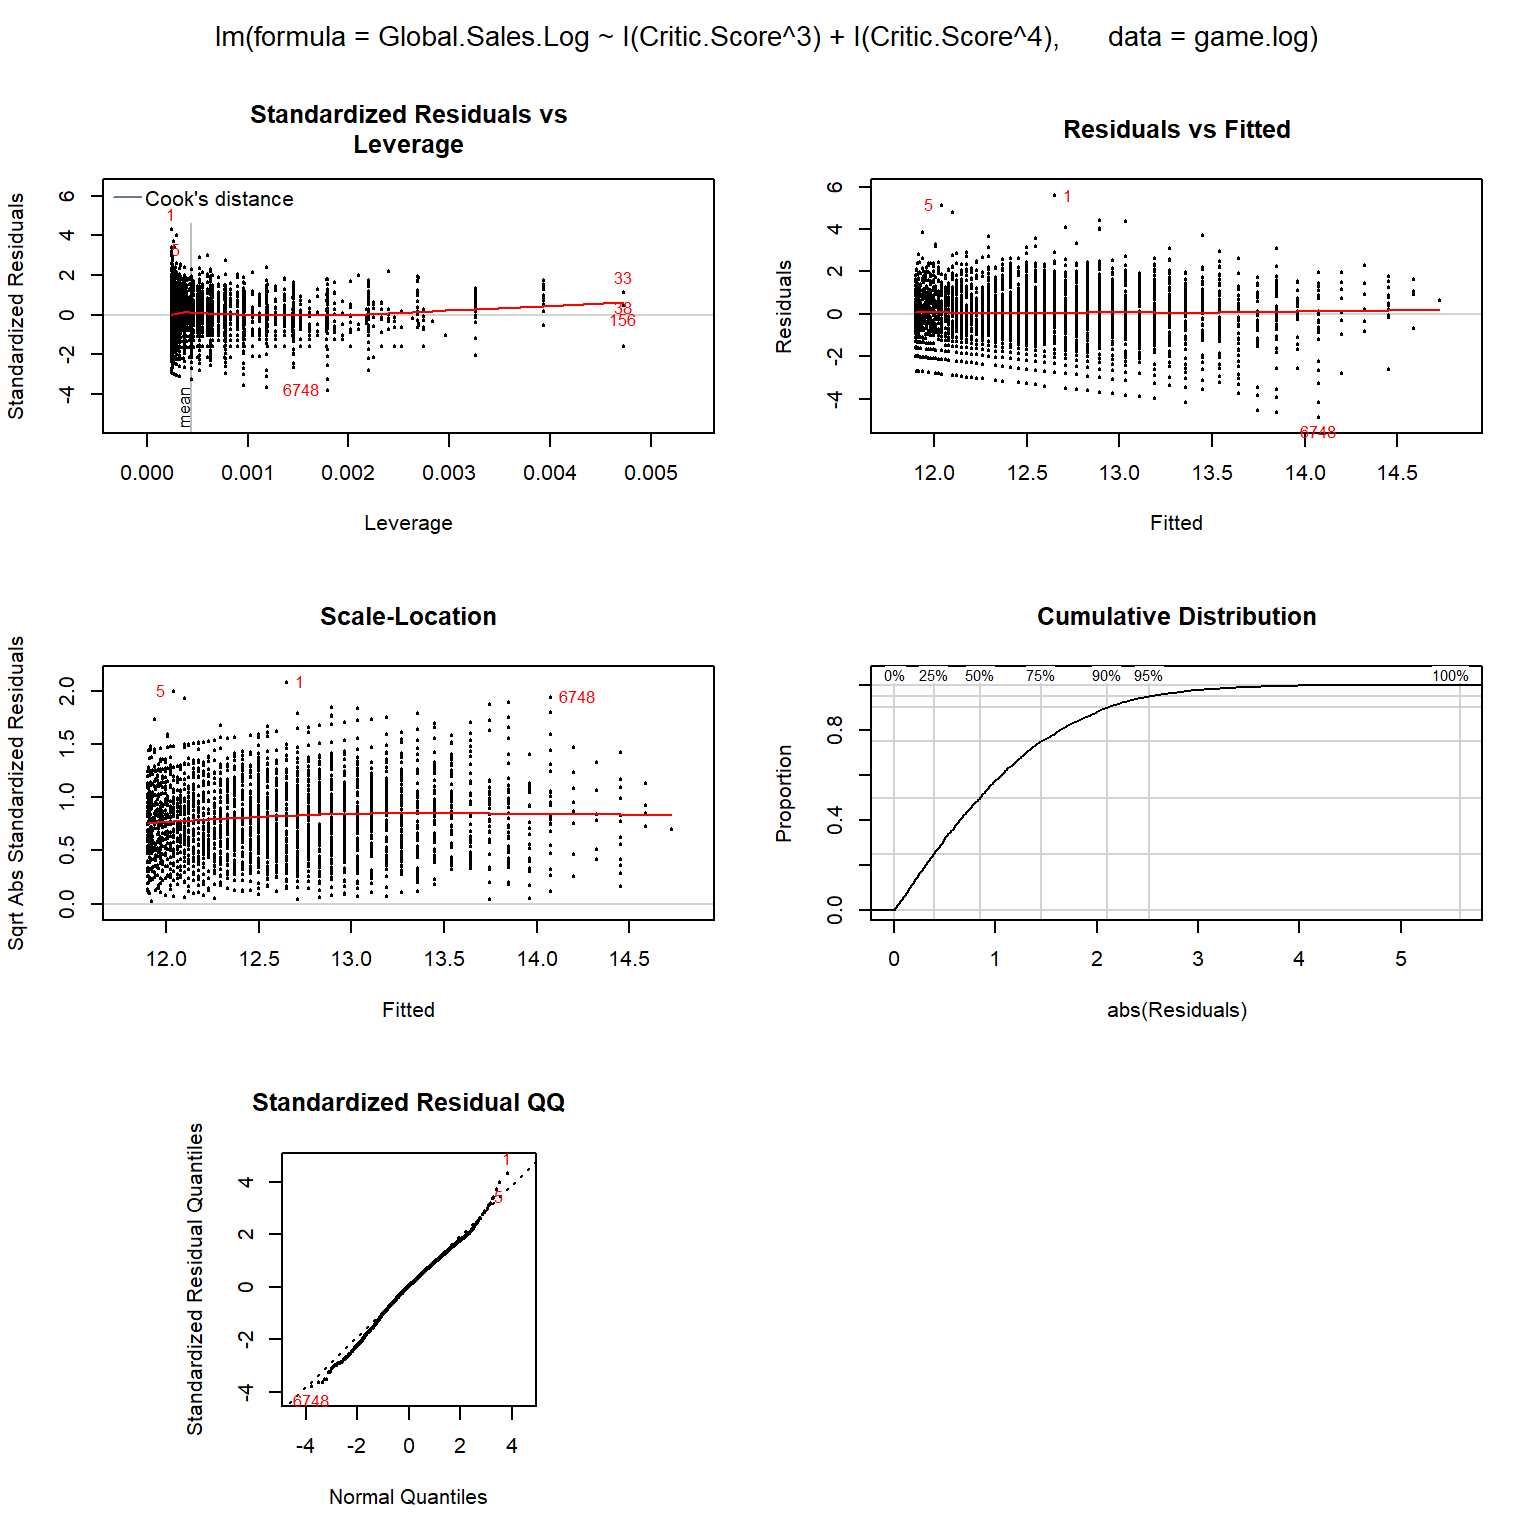 lm(formula = Global.Sales.Log ~ I(Critic.Score^3) + I(Critic.Score^4), data = game.log)
Standardized Residuals vs
Leverage
Standardized Residuals
6
4
2
0
-2
-4
Cook's distance
1
5
33
38
156
6748
mean
0.000 0.001 0.002 0.003 0.004 0.005
Leverage
Residuals vs Fitted
Residuals
6
4
2
0
-2
-4
5
1
6748
12.0 12.5 13.0 13.5 14.0 14.5
Fitted
Scale-Location
Sqrt Abs Standardized Residuals
2.0
1.5
1.0
0.5
0.0
5
1
6748
12.0 12.5 13.0 13.5 14.0 14.5
Fitted
Cumulative Distribution
Proportion
0% 25% 50% 75% 90% 95% 100%
0.8
0.4
0.0
0 1 2 3 4 5
abs(Residuals)
Standardized Residual QQ
Standardized Residual Quantiles
4
2
0
-2
-4
1
5
6748
-4 -2 0 2 4
Normal Quantiles